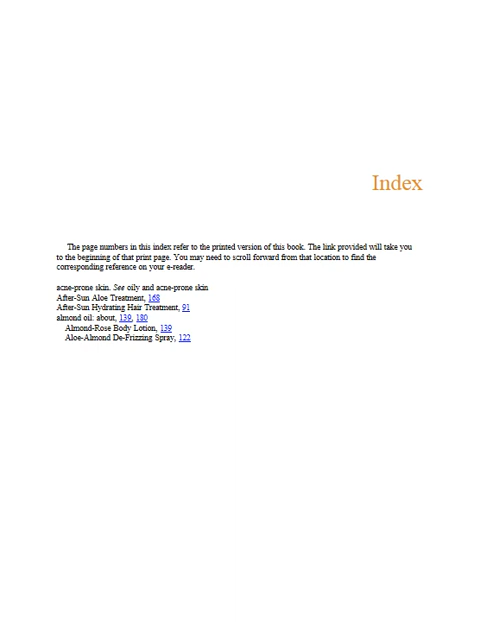 Index
The page numbers in this index refer to the printed version of this book. The link provided will take you
to the beginning of that print page. You may need to scroll forward from that location to find the
corresponding reference on your e-reader.
acne-prone skin. See oily and acne-prone skin
After-Sun Aloe Treatment, 168
After-Sun Hydrating Hair Treatment, 91
almond oil: about, 139, 180
Almond-Rose Body Lotion, 139
Aloe-Almond De-Frizzing Spray, 122